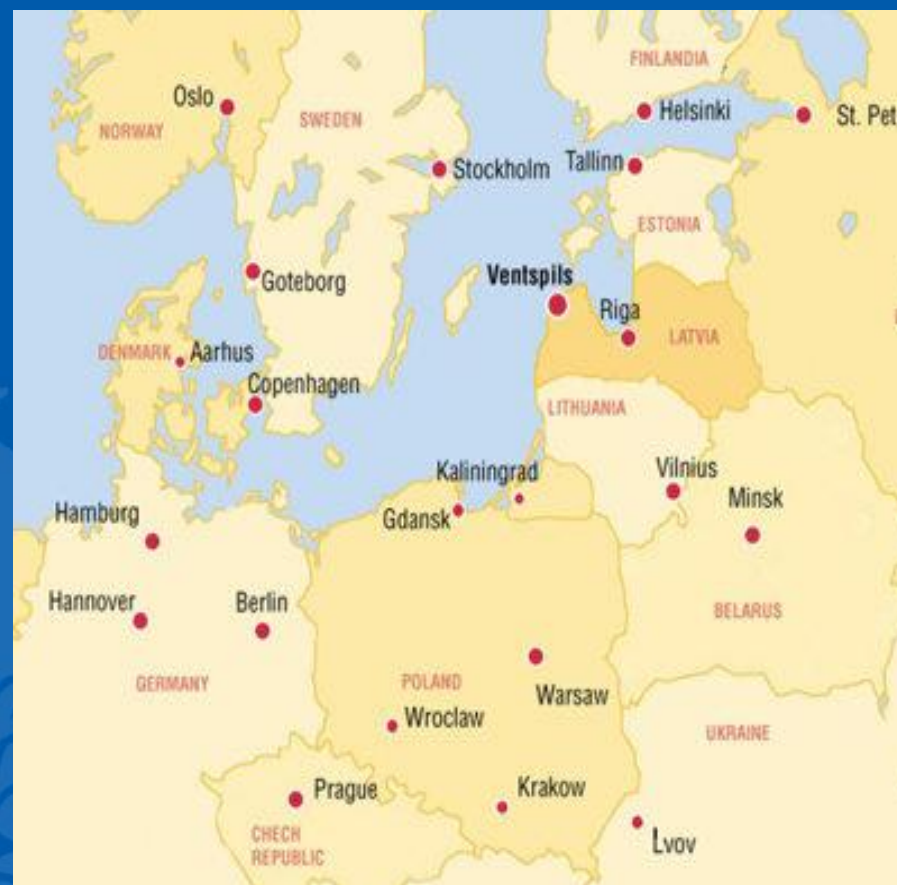 FINLANDIA
Oslo
Helsinki
St. Pet
SWEDEN
NORWAY
Stockholm
Tallinn
ESTONIA
Goteborg
Ventspils
Riga
LATVIA
DENMARK
Aarhus
Copenhagen
LITHUANIA
Kaliningrad
Vilnius
Minsk
Hamburg
Gdansk
Hannover
Berlin
BELARUS
GERMANY
POLAND
Warsaw
Wroclaw
UKRAINE
Prague
Krakow
CHECH
REPUBLIC
Lvov